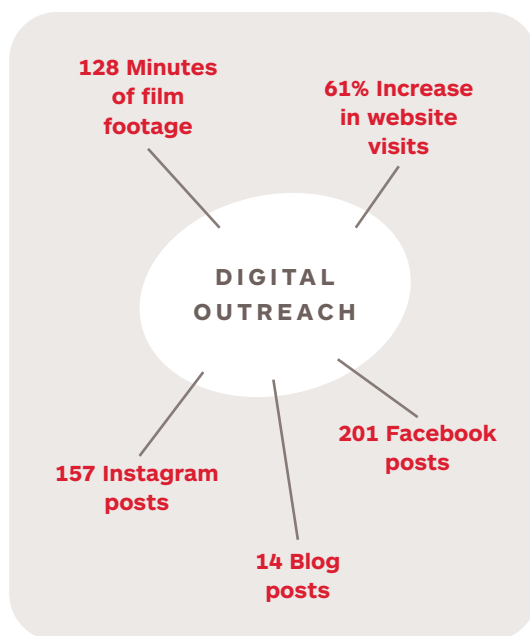 128 Minutes
of film
footage
61% Increase
in website
visits
DIGITAL
OUTREACH
201 Facebook
posts
157 Instagram
posts
14 Blog
posts